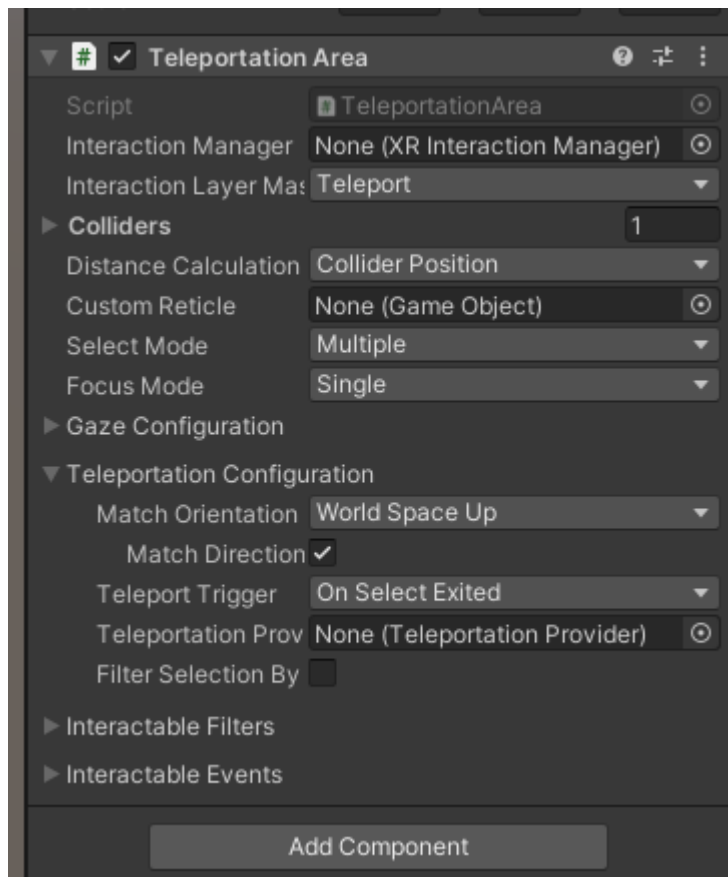 Teleportation Area
Script TeleportationArea
Interaction Manager None (XR Interaction Manager)
Interaction Layer Mas Teleport
Colliders 1
Distance Calculation Collider Position
Custom Reticle None (Game Object)
Select Mode Multiple
Focus Mode Single
Gaze Configuration
Teleportation Configuration
Match Orientation World Space Up
Match Direction
Teleport Trigger On Select Exited
Teleportation Prov None (Teleportation Provider)
Filter Selection By
Interactable Filters
Interactable Events
Add Component